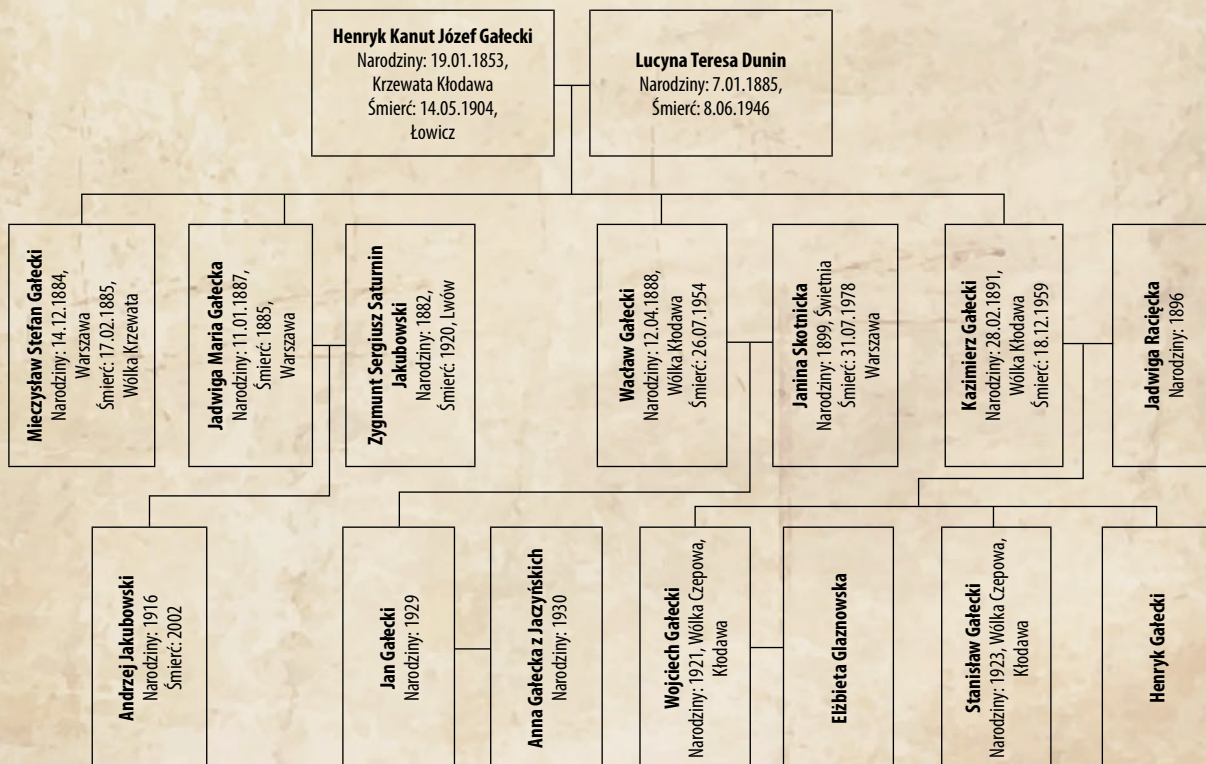 Henryk Kanut Józef Gałecki
Narodziny: 19.01.1853,
Krzewata Kłodawa
Śmierć: 14.05.1904,
Łowicz
Lucyna Teresa Dunin
Narodziny: 7.01.1885,
Śmierć: 8.06.1946
Mieczysław Stefan Gałecki
Narodziny: 14.12.1884,
Warszawa
Śmierć: 17.02.1885,
Wólka Krzewata
Jadwiga Maria Gałecka
Narodziny: 11.01.1887,
Śmierć: 1885,
Warszawa
Zygmunt Sergiusz Saturnin
Jakubowski
Narodziny: 1882,
Śmierć: 1920, Lwów
Wacław Gałecki
Narodziny: 12.04.1888,
Wólka Kłodawa
Śmierć: 26.07.1954
Janina Skotnicka
Narodziny: 1899, Świetnia
Śmierć: 31.07.1978
Warszawa
Kazimierz Gałecki
Narodziny: 28.02.1891,
Wólka Kłodawa
Śmierć: 18.12.1959
Jadwiga Racięcka
Narodziny: 1896
Andrzej Jakubowski
Narodziny: 1916
Śmierć: 2002
Jan Gałecki
Narodziny: 1929
Anna Gałecka z Jaczyńskich
Narodziny: 1930
Wojciech Gałecki
Narodziny: 1921, Wólka Czepowa,
Kłodawa
Elżbieta Glaznowska
Stanisław Gałecki
Narodziny: 1923, Wólka Czepowa,
Kłodawa
Henryk Gałecki